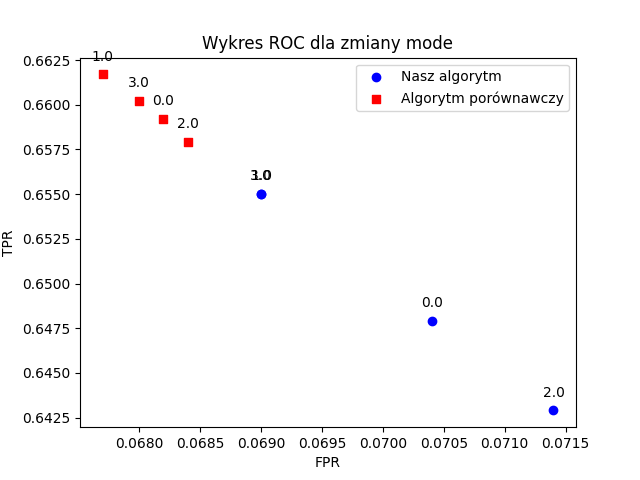 Wykres ROC dla zmiany mode
Nasz algorytm
Algorytm porównawczy
1.0
3.0
0.0
2.0
0.0
2.0
TPR
0.6625
0.6600
0.6575
0.6550
0.6525
0.6500
0.6475
0.6450
0.6425
0.0680 0.0685 0.0690 0.0695 0.0700 0.0705 0.0710 0.0715
FPR